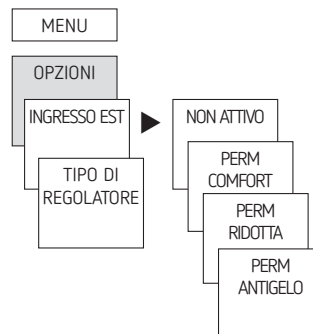 MENU
OPZIONI
INGRESSO EST
TIPO DI
REGOLATORE
NON ATTIVO
PERM
COMFORT
PERM
RIDOTTA
PERM
ANTIGELO